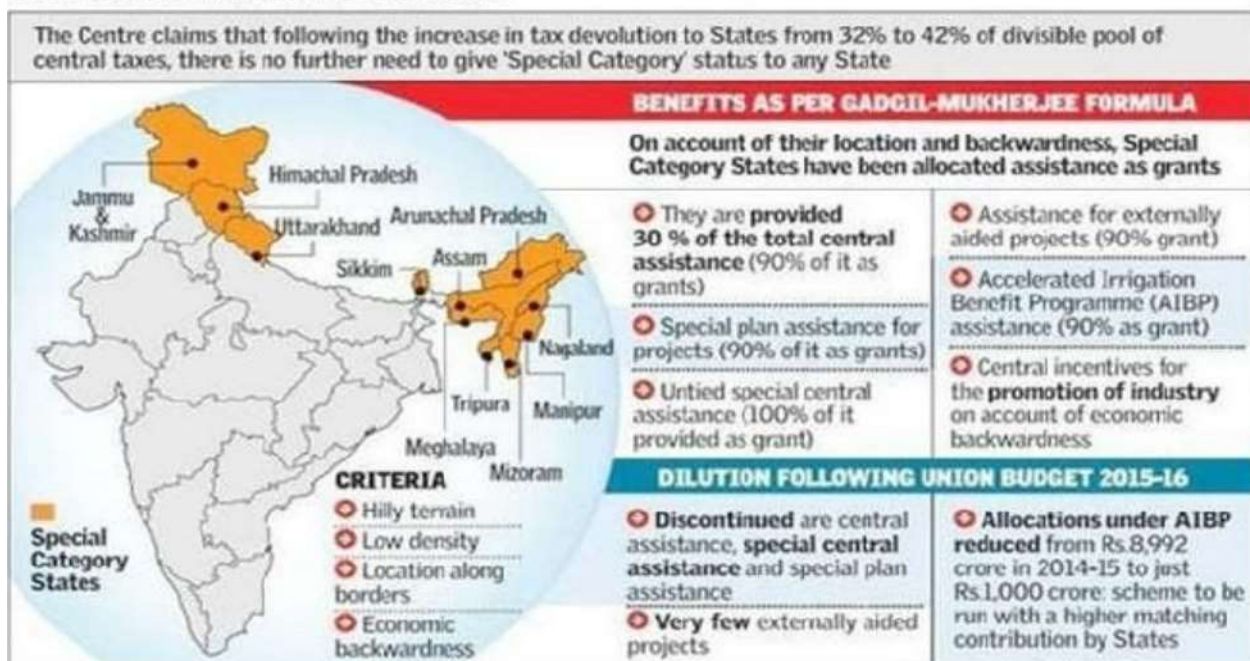 The Centre claims that following the increase in tax devolution to States from 32% to 42% of divisible pool of
central taxes, there is no further need to give 'Special Category' status to any State
BENEFITS AS PER GADGIL-MUKHERJEE FORMULA
On account of their location and backwardness, Special
Category States have been allocated assistance as grants
They are provided
30 % of the total central
assistance (90% of it as
grants)
Special plan assistance for
projects (90% of it as grants)
Untied special central
assistance (100% of it
provided as grant)
Assistance for externally
aided projects (90% grant)
Accelerated Irrigation
Benefit Programme (AIBP)
assistance (90% as grant)
Central incentives for
the promotion of industry
on account of economic
backwardness
Jammu
&
Kashmir
Himachal Pradesh
Uttarakhand
Arunachal Pradesh
Sikkim
Assam
Nagaland
Tripura
Manipur
Meghalaya
Mizoram
Special
Category
States
CRITERIA
Hilly terrain
Low density
Location along
borders
Economic
backwardness
DILUTION FOLLOWING UNION BUDGET 2015-16
Discontinued are central
assistance, special central
assistance and special plan
assistance
Very few externally aided
projects
Allocations under AIBP
reduced from Rs.8,992
crore in 2014-15 to just
Rs.1,000 crore: scheme to be
run with a higher matching
contribution by States